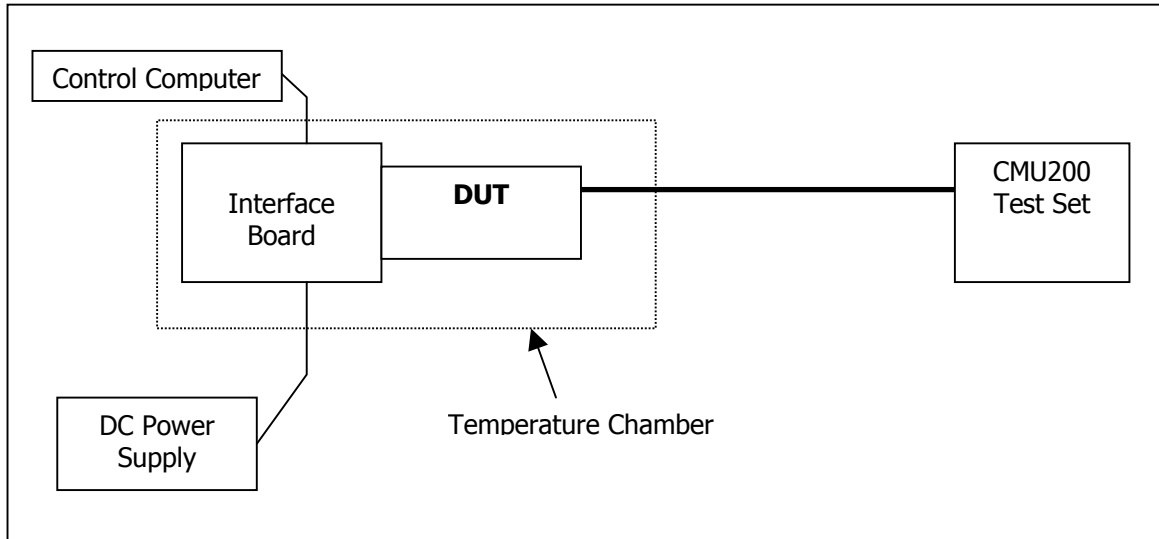 Control Computer
Interface
Board
DUT
CMU200
Test Set
DC Power
Supply
Temperature Chamber